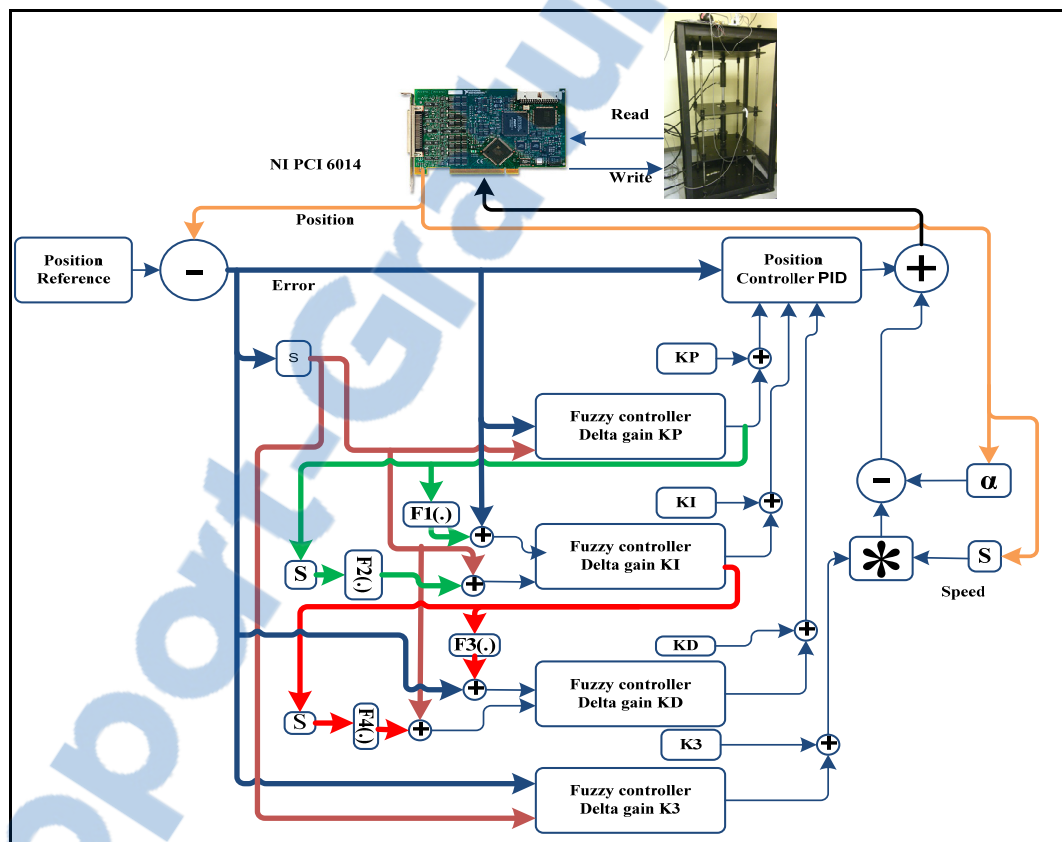 Read
NI PCI 6014
Write
Position
Position
Reference
-
Error
Position
Controller PID
+
S
KP
+
Fuzzy controller
Delta gain KP
F1(.)
+
KI
+
-
α
S
F2(.)
+
Fuzzy controller
Delta gain KI
*
S
Speed
F3(.)
KD
+
+
Fuzzy controller
Delta gain KD
S
F4(.)
+
K3
+
Fuzzy controller
Delta gain K3